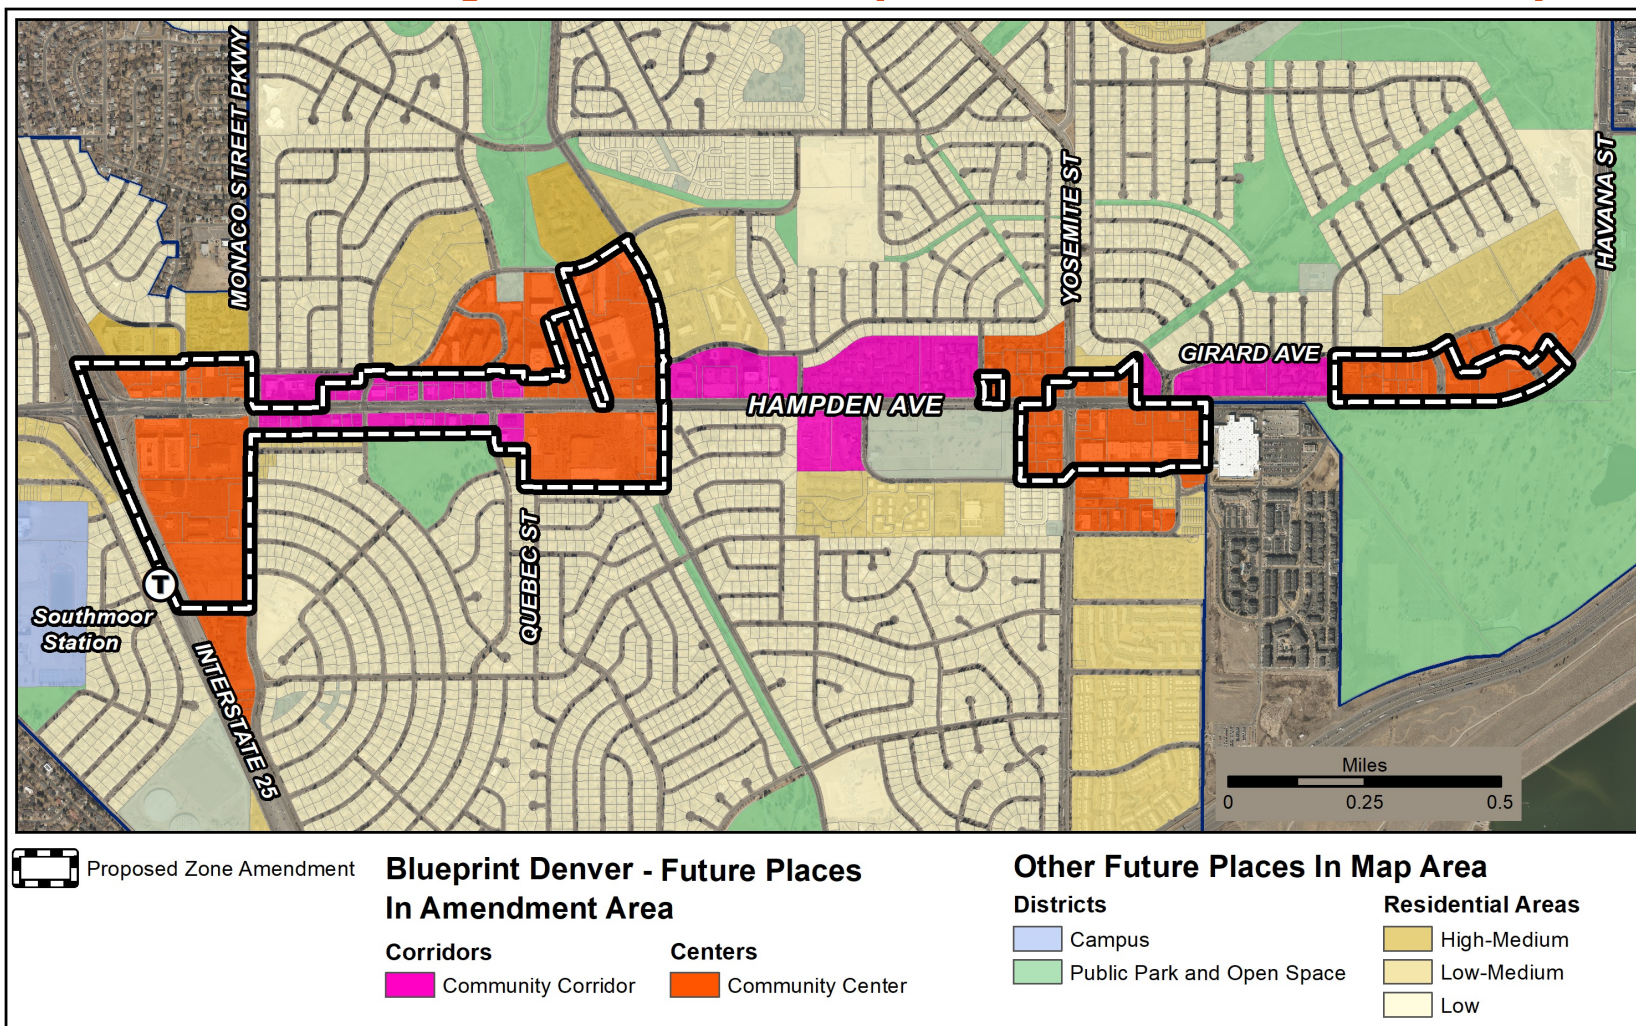 MONACO STREET PKWY
YOSEMITE ST
HAVANA ST
GIRARD AVE
HAMPDEN AVE
QUEBEC ST
T
Southmoor
Station
INTERSTATE 25
Miles
0 0.25 0.5
Proposed Zone Amendment
Blueprint Denver - Future Places
In Amendment Area
Corridors
Community Corridor
Centers
Community Center
Other Future Places In Map Area
Districts
Campus
Public Park and Open Space
Residential Areas
High-Medium
Low-Medium
Low